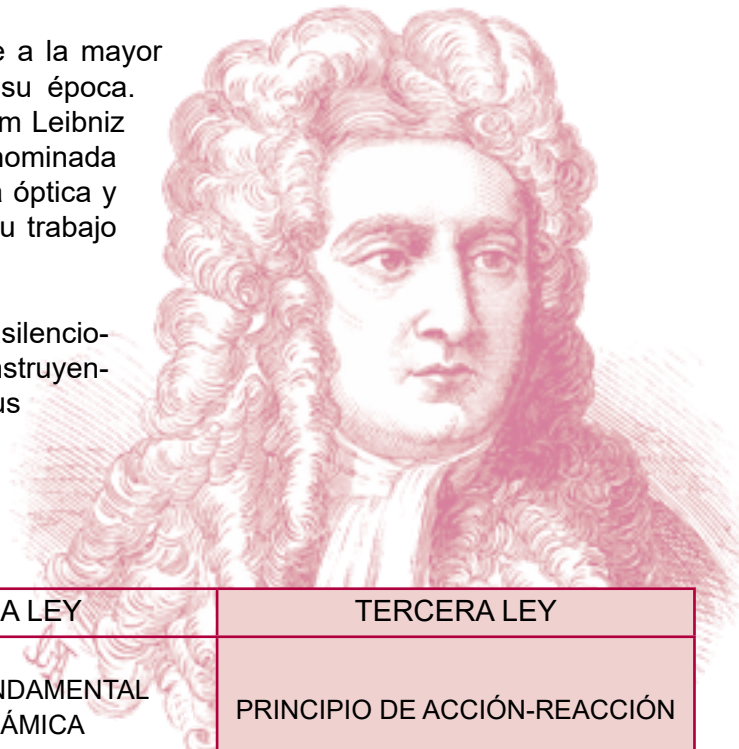 e a la mayor
su época.
m Leibniz
nominada
a óptica y
u trabajo
silencio-
nstruyen-
us
A LEY
TERCERA LEY
NDAMENTAL
ÁMICA
PRINCIPIO DE ACCIÓN-REACCIÓN